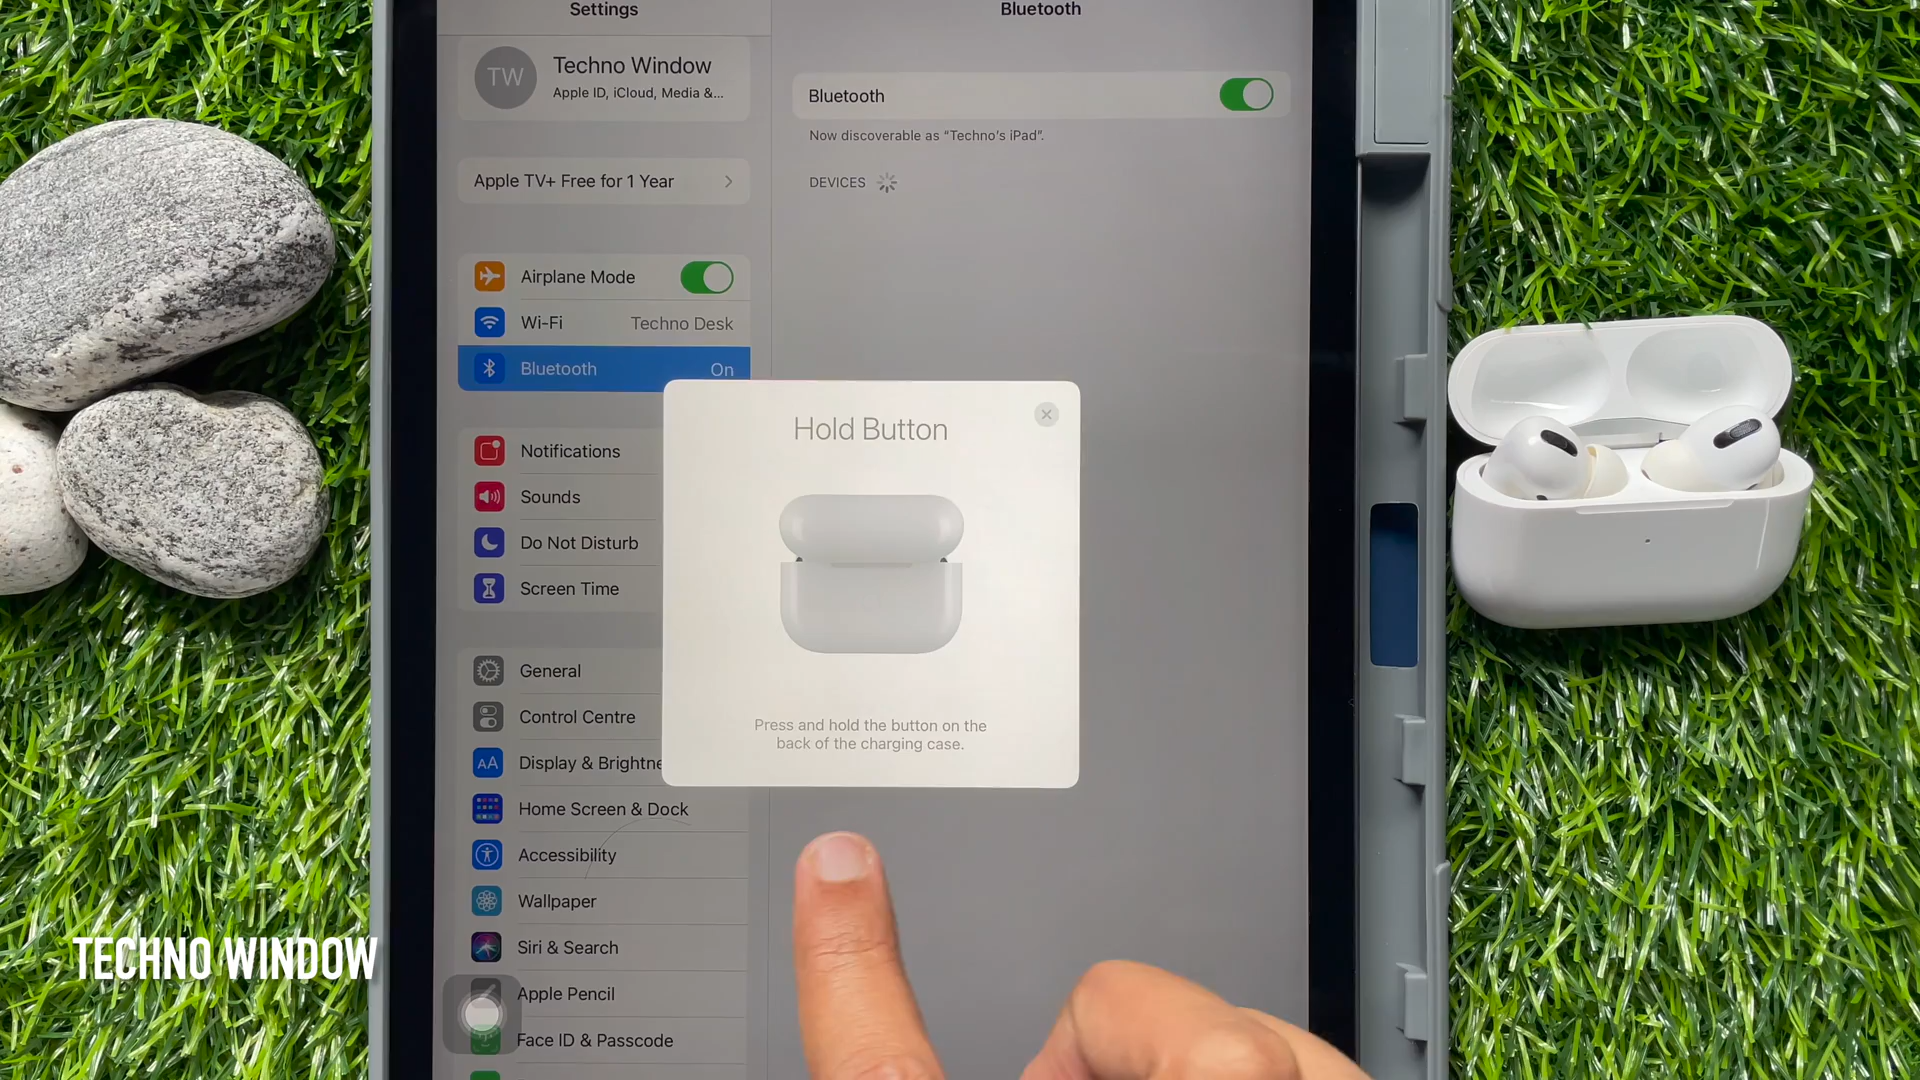 Settings
TW
Techno Window
Apple ID, iCloud, Media &...
Apple TV+ Free for 1 Year
Airplane Mode
Wi-Fi
Techno Desk
Bluetooth
On
Notifications
Sounds
Do Not Disturb
Screen Time
General
Control Centre
AA
Display & Brightne
Home Screen & Dock
Accessibility
Wallpaper
Siri & Search
Apple Pencil
Face ID & Passcode
Bluetooth
Bluetooth
Now discoverable as “Techno’s iPad”.
DEVICES
Hold Button
Press and hold the button on the
back of the charging case.
TECHNO WINDOW